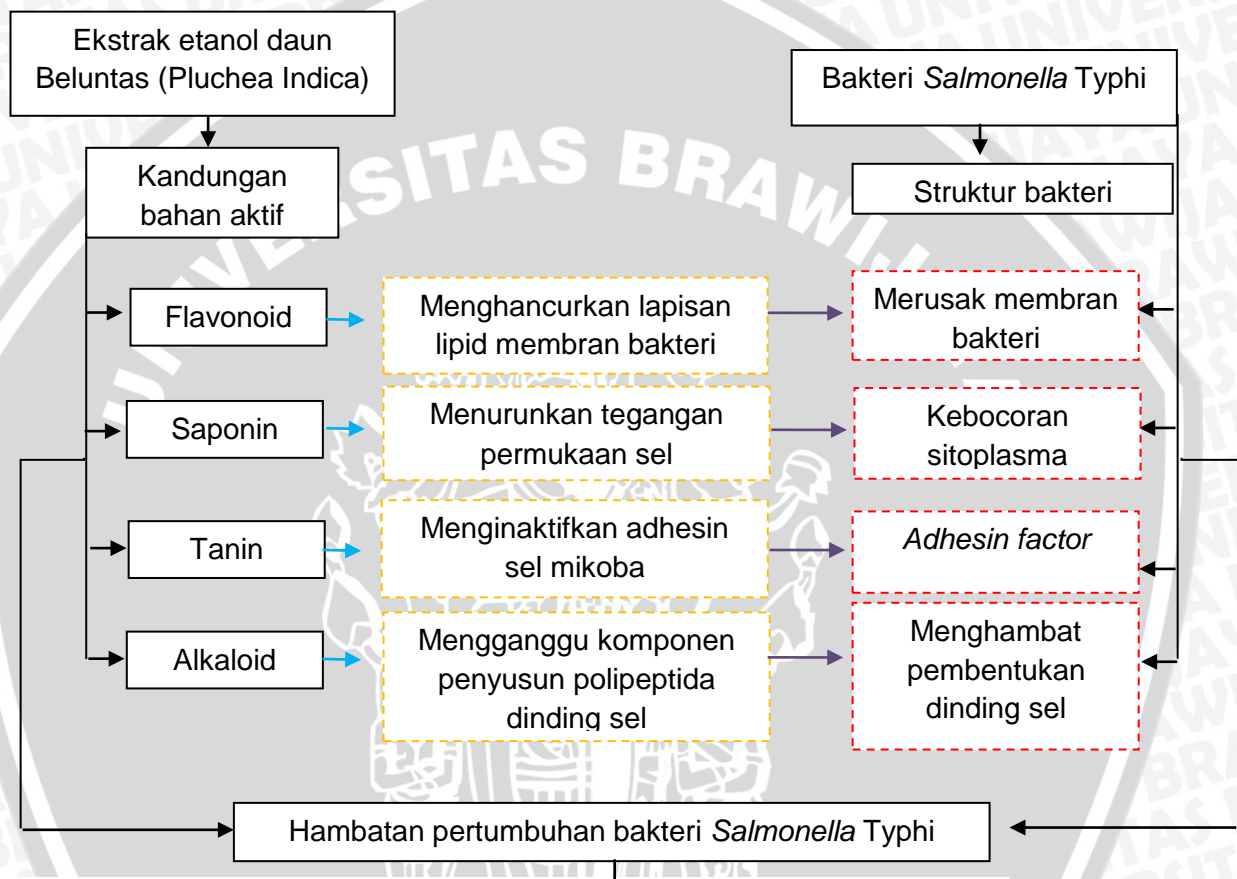 Ekstrak etanol daun
Beluntas (Pluchea Indica)
Bakteri Salmonella Typhi
Kandungan
bahan aktif
Struktur bakteri
Flavonoid
Menghancurkan lapisan
lipid membran bakteri
Merusak membran
bakteri
Saponin
Menurunkan tegangan
permukaan sel
Kebocoran
sitoplasma
Tanin
Menginaktifkan adhesin
sel mikoba
Adhesin factor
Alkaloid
Mengganggu komponen
penyusun polipeptida
dinding sel
Menghambat
pembentukan
dinding sel
Hambatan pertumbuhan bakteri Salmonella Typhi